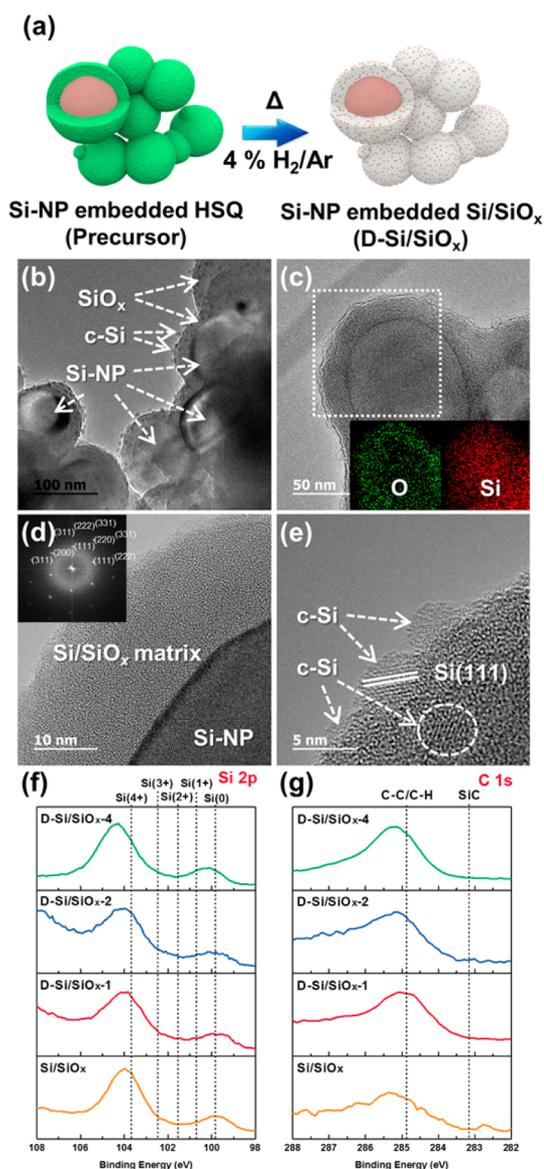 (a)
Δ
4 % H₂/Ar
Si-NP embedded HSQ
(Precursor)
Si-NP embedded Si/SiOₓ
(D-Si/SiOₓ)
(b)
SiOₓ
c-Si
Si-NP
100 nm
(c)
50 nm
O
Si
(d)
(311) (222) (331)
(200) (111) (220) (331)
(311) (111) (222)
Si/SiOₓ matrix
10 nm
Si-NP
(e)
c-Si
c-Si
Si(111)
5 nm
(f)
Si 2p
Si(3+) Si(1+)
Si(4+) Si(2+) Si(0)
D-Si/SiOₓ-4
D-Si/SiOₓ-2
D-Si/SiOₓ-1
Si/SiOₓ
108 106 104 102 100 98
Binding Energy (eV)
(g)
C 1s
C-C/C-H SiC
D-Si/SiOₓ-4
D-Si/SiOₓ-2
D-Si/SiOₓ-1
Si/SiOₓ
288 287 286 285 284 283 282
Binding Energy (eV)